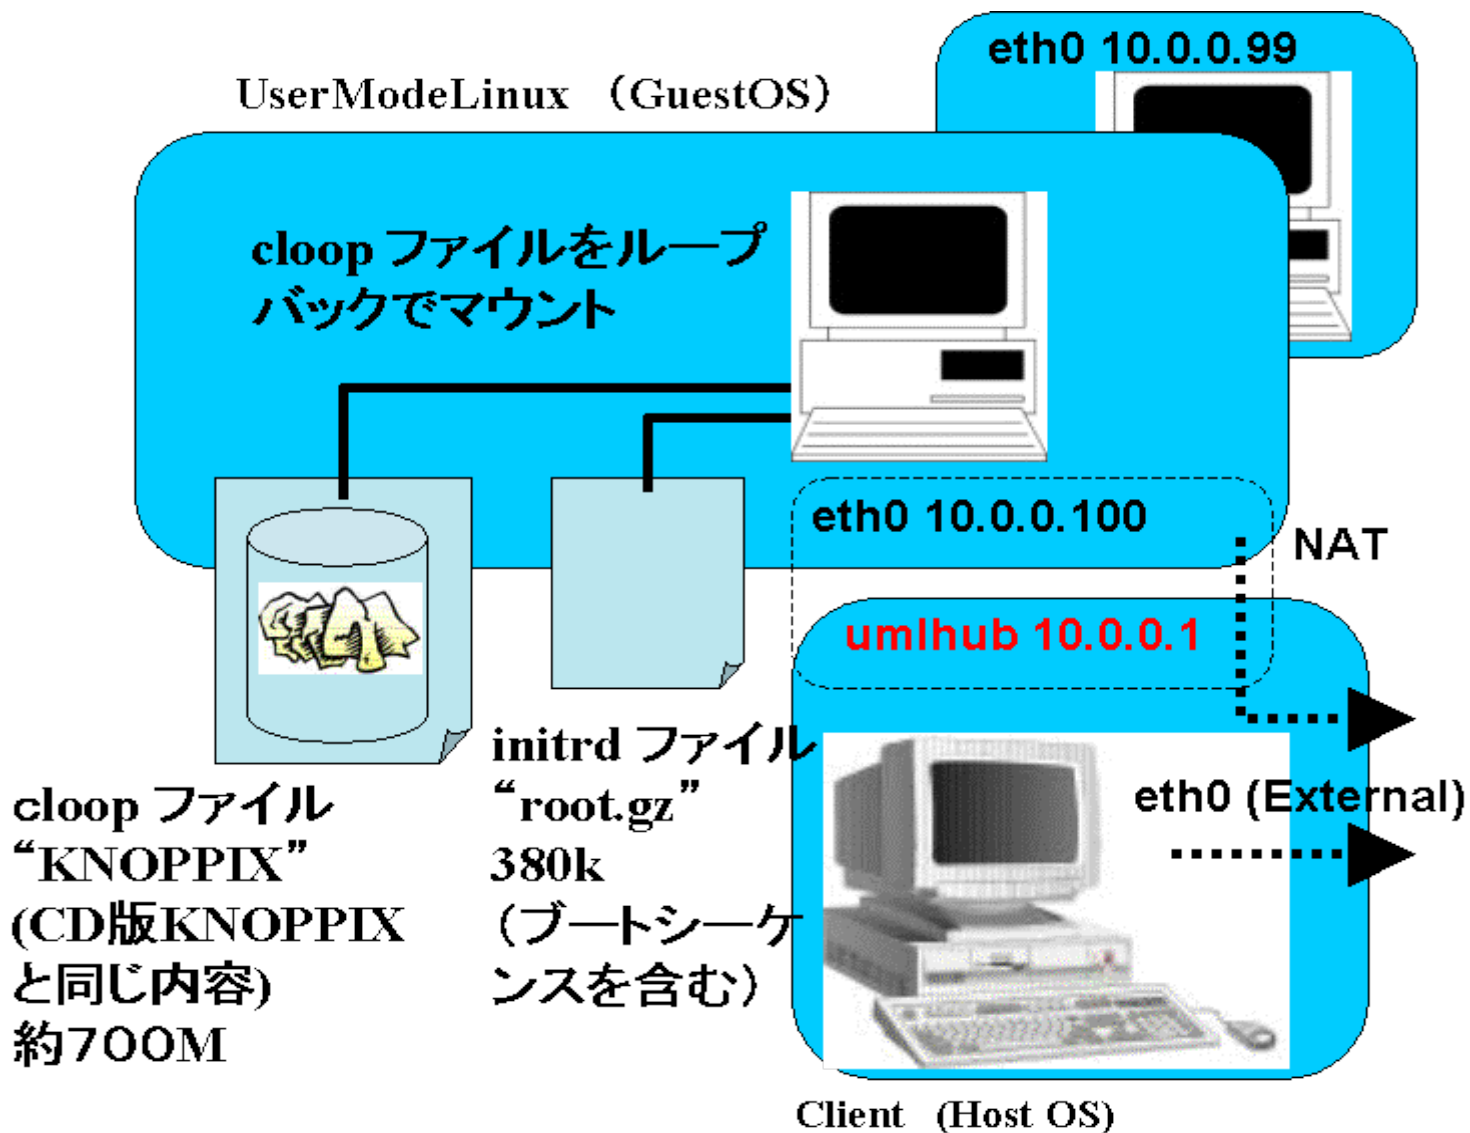 eth0 10.0.0.99
UserModeLinux （GuestOS）
cloop ファイルをループ
バックでマウント
eth0 10.0.0.100
NAT
umlhub 10.0.0.1
eth0 (External)
cloop ファイル
“KNOPPIX”
(CD版KNOPPIX
と同じ内容)
約７００M
initrd ファイル
“root.gz”
380k
（ブートシーケ
ンスを含む）
Client (Host OS)